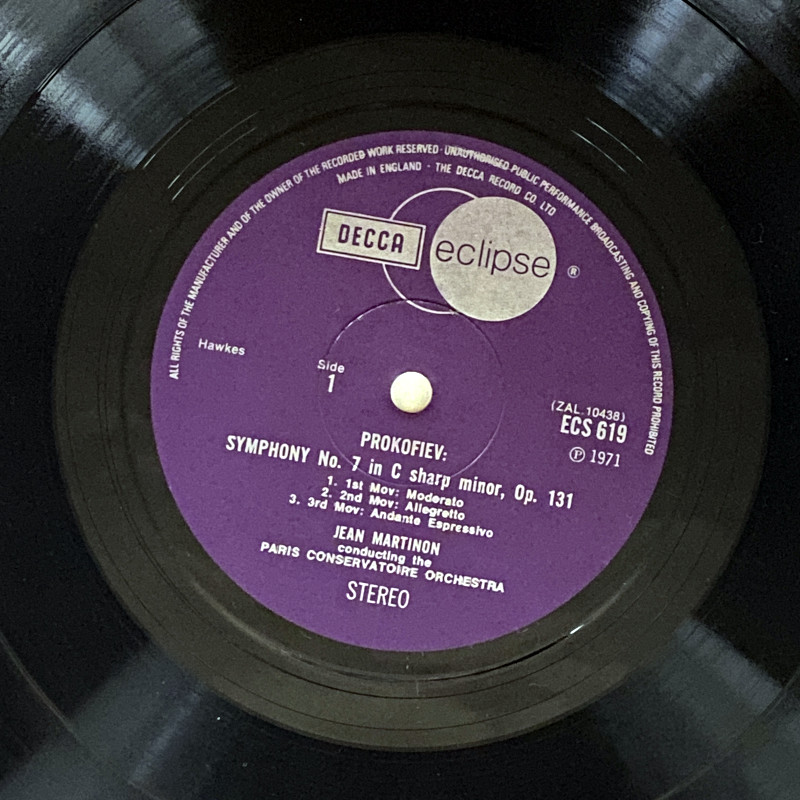 ALL RIGHTS OF THE MANUFACTURER AND OF THE OWNER OF THE RECORDED WORK RESERVED · UNAUTHORISED PUBLIC PERFORMANCE BROADCASTING AND COPYING OF THIS RECORD PROHIBITED
MADE IN ENGLAND · THE DECCA RECORD CO. LTD
DECCA eclipse ®
Hawkes
Side
1
(ZAL.10438)
ECS 619
Ⓟ 1971
PROKOFIEV:
SYMPHONY No. 7 in C sharp minor, Op. 131
1. 1st Mov: Moderato
2. 2nd Mov: Allegretto
3. 3rd Mov: Andante Espressivo
JEAN MARTINON
conducting the
PARIS CONSERVATOIRE ORCHESTRA
STEREO